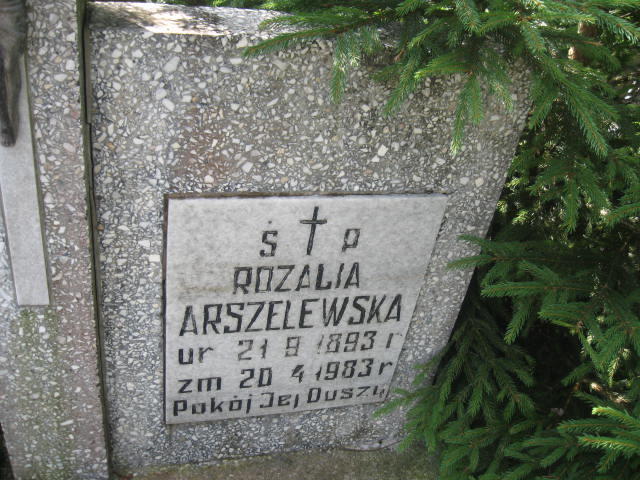 Ś P
ROZALIA
ARSZELEWSKA
ur 21 8 1893 r
zm 20 4 1983 r
Pokój Jej Duszy